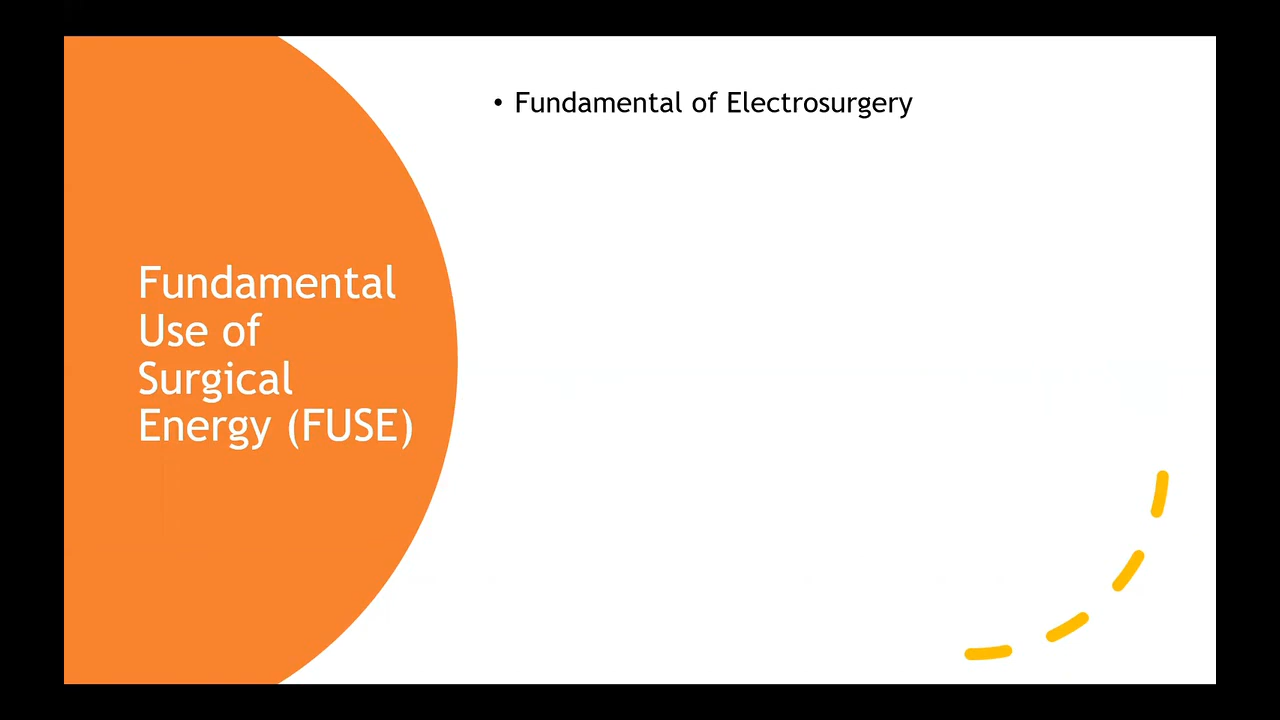 Fundamental
Use of
Surgical
Energy (FUSE)
• Fundamental of Electrosurgery